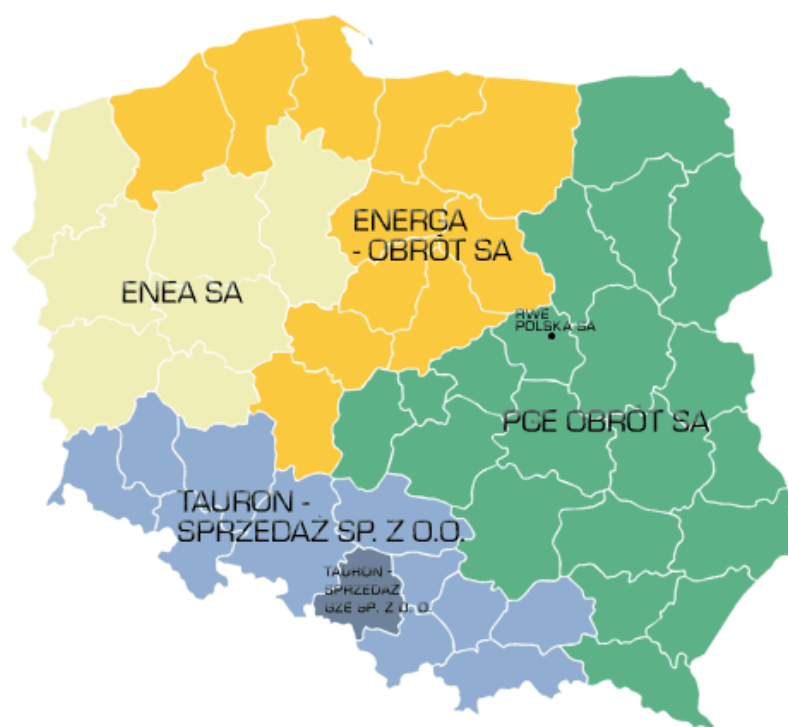 ENERGA
- OBRÓT SA
ENEA SA
RWE
POLSKA SA
PGE OBRÓT SA
TAURON -
SPRZEDAŻ SP. Z O.O.
TAURON -
SPRZEDAŻ
GZE SP. Z O. O.